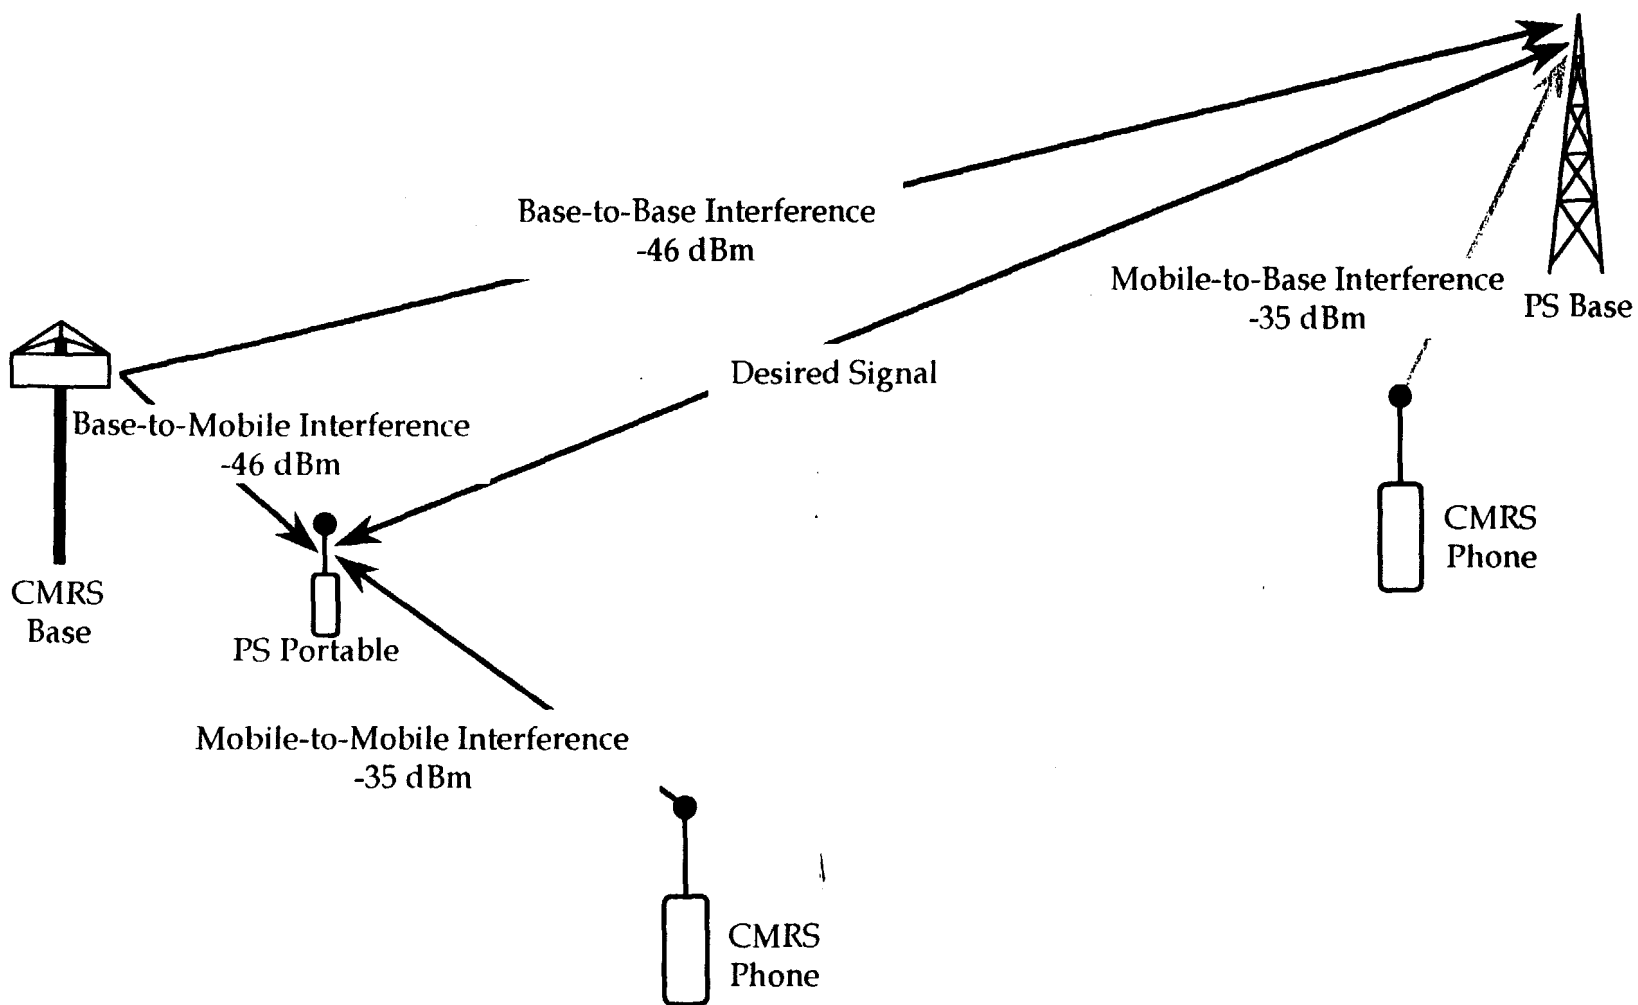 Base-to-Base Interference
-46 dBm
Mobile-to-Base Interference
-35 dBm
PS Base
Desired Signal
Base-to-Mobile Interference
-46 dBm
CMRS
Phone
CMRS
Base
PS Portable
Mobile-to-Mobile Interference
-35 dBm
CMRS
Phone